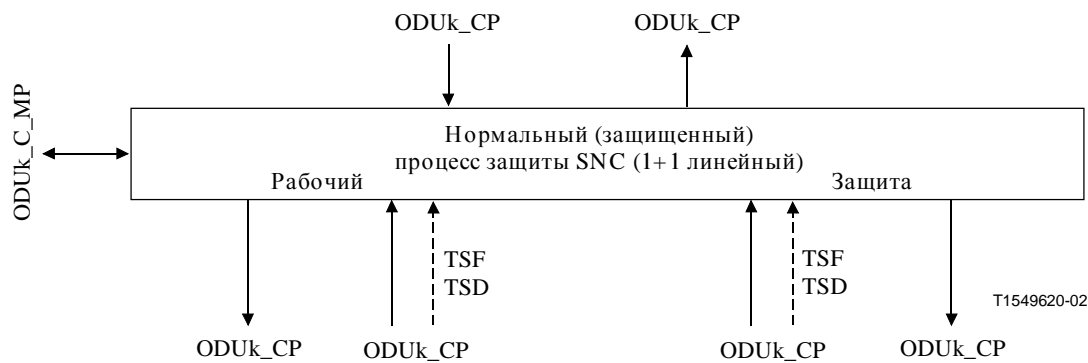 ODUk_CP
ODUk_CP
ODUk_C_MP
Нормальный (защищенный)
процесс защиты SNC (1+1 линейный)
Рабочий
Защита
TSF
TSD
TSF
TSD
T1549620-02
ODUk_CP
ODUk_CP
ODUk_CP
ODUk_CP